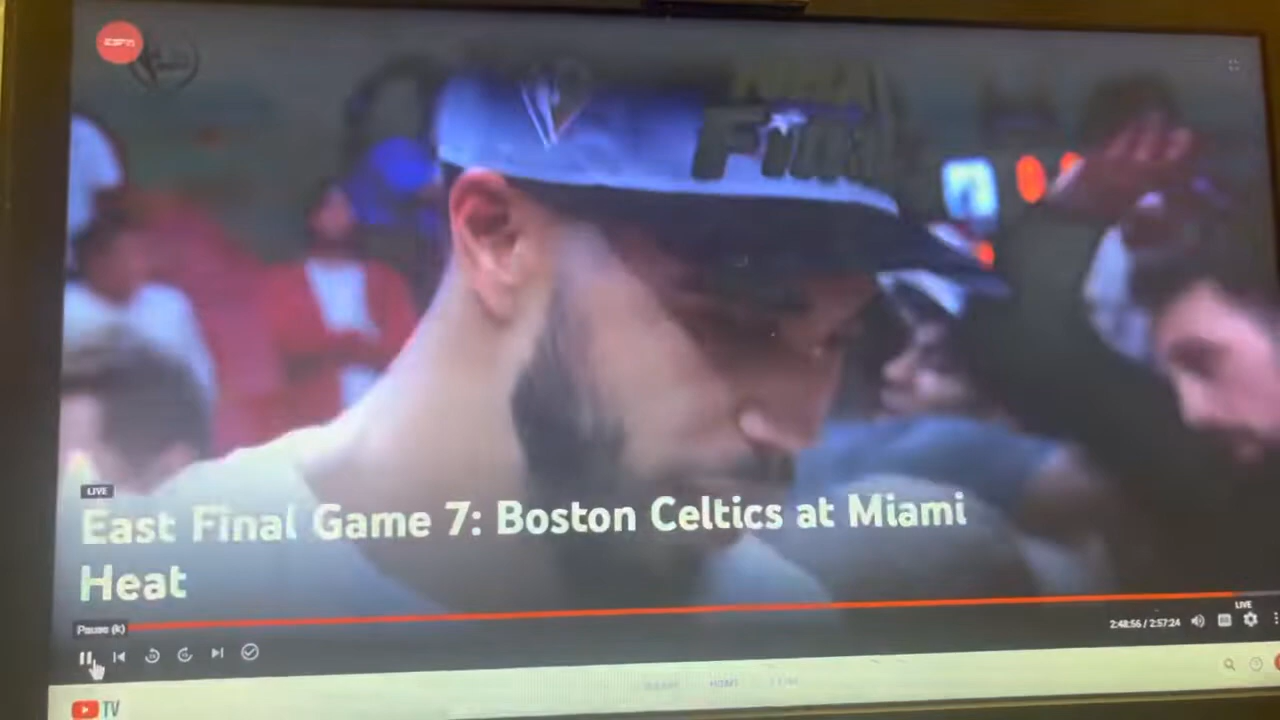 ESPN
LIVE
East Final Game 7: Boston Celtics at Miami
Heat
LIVE
Pause (k)
2:48:56 / 2:57:24
HOME
TV